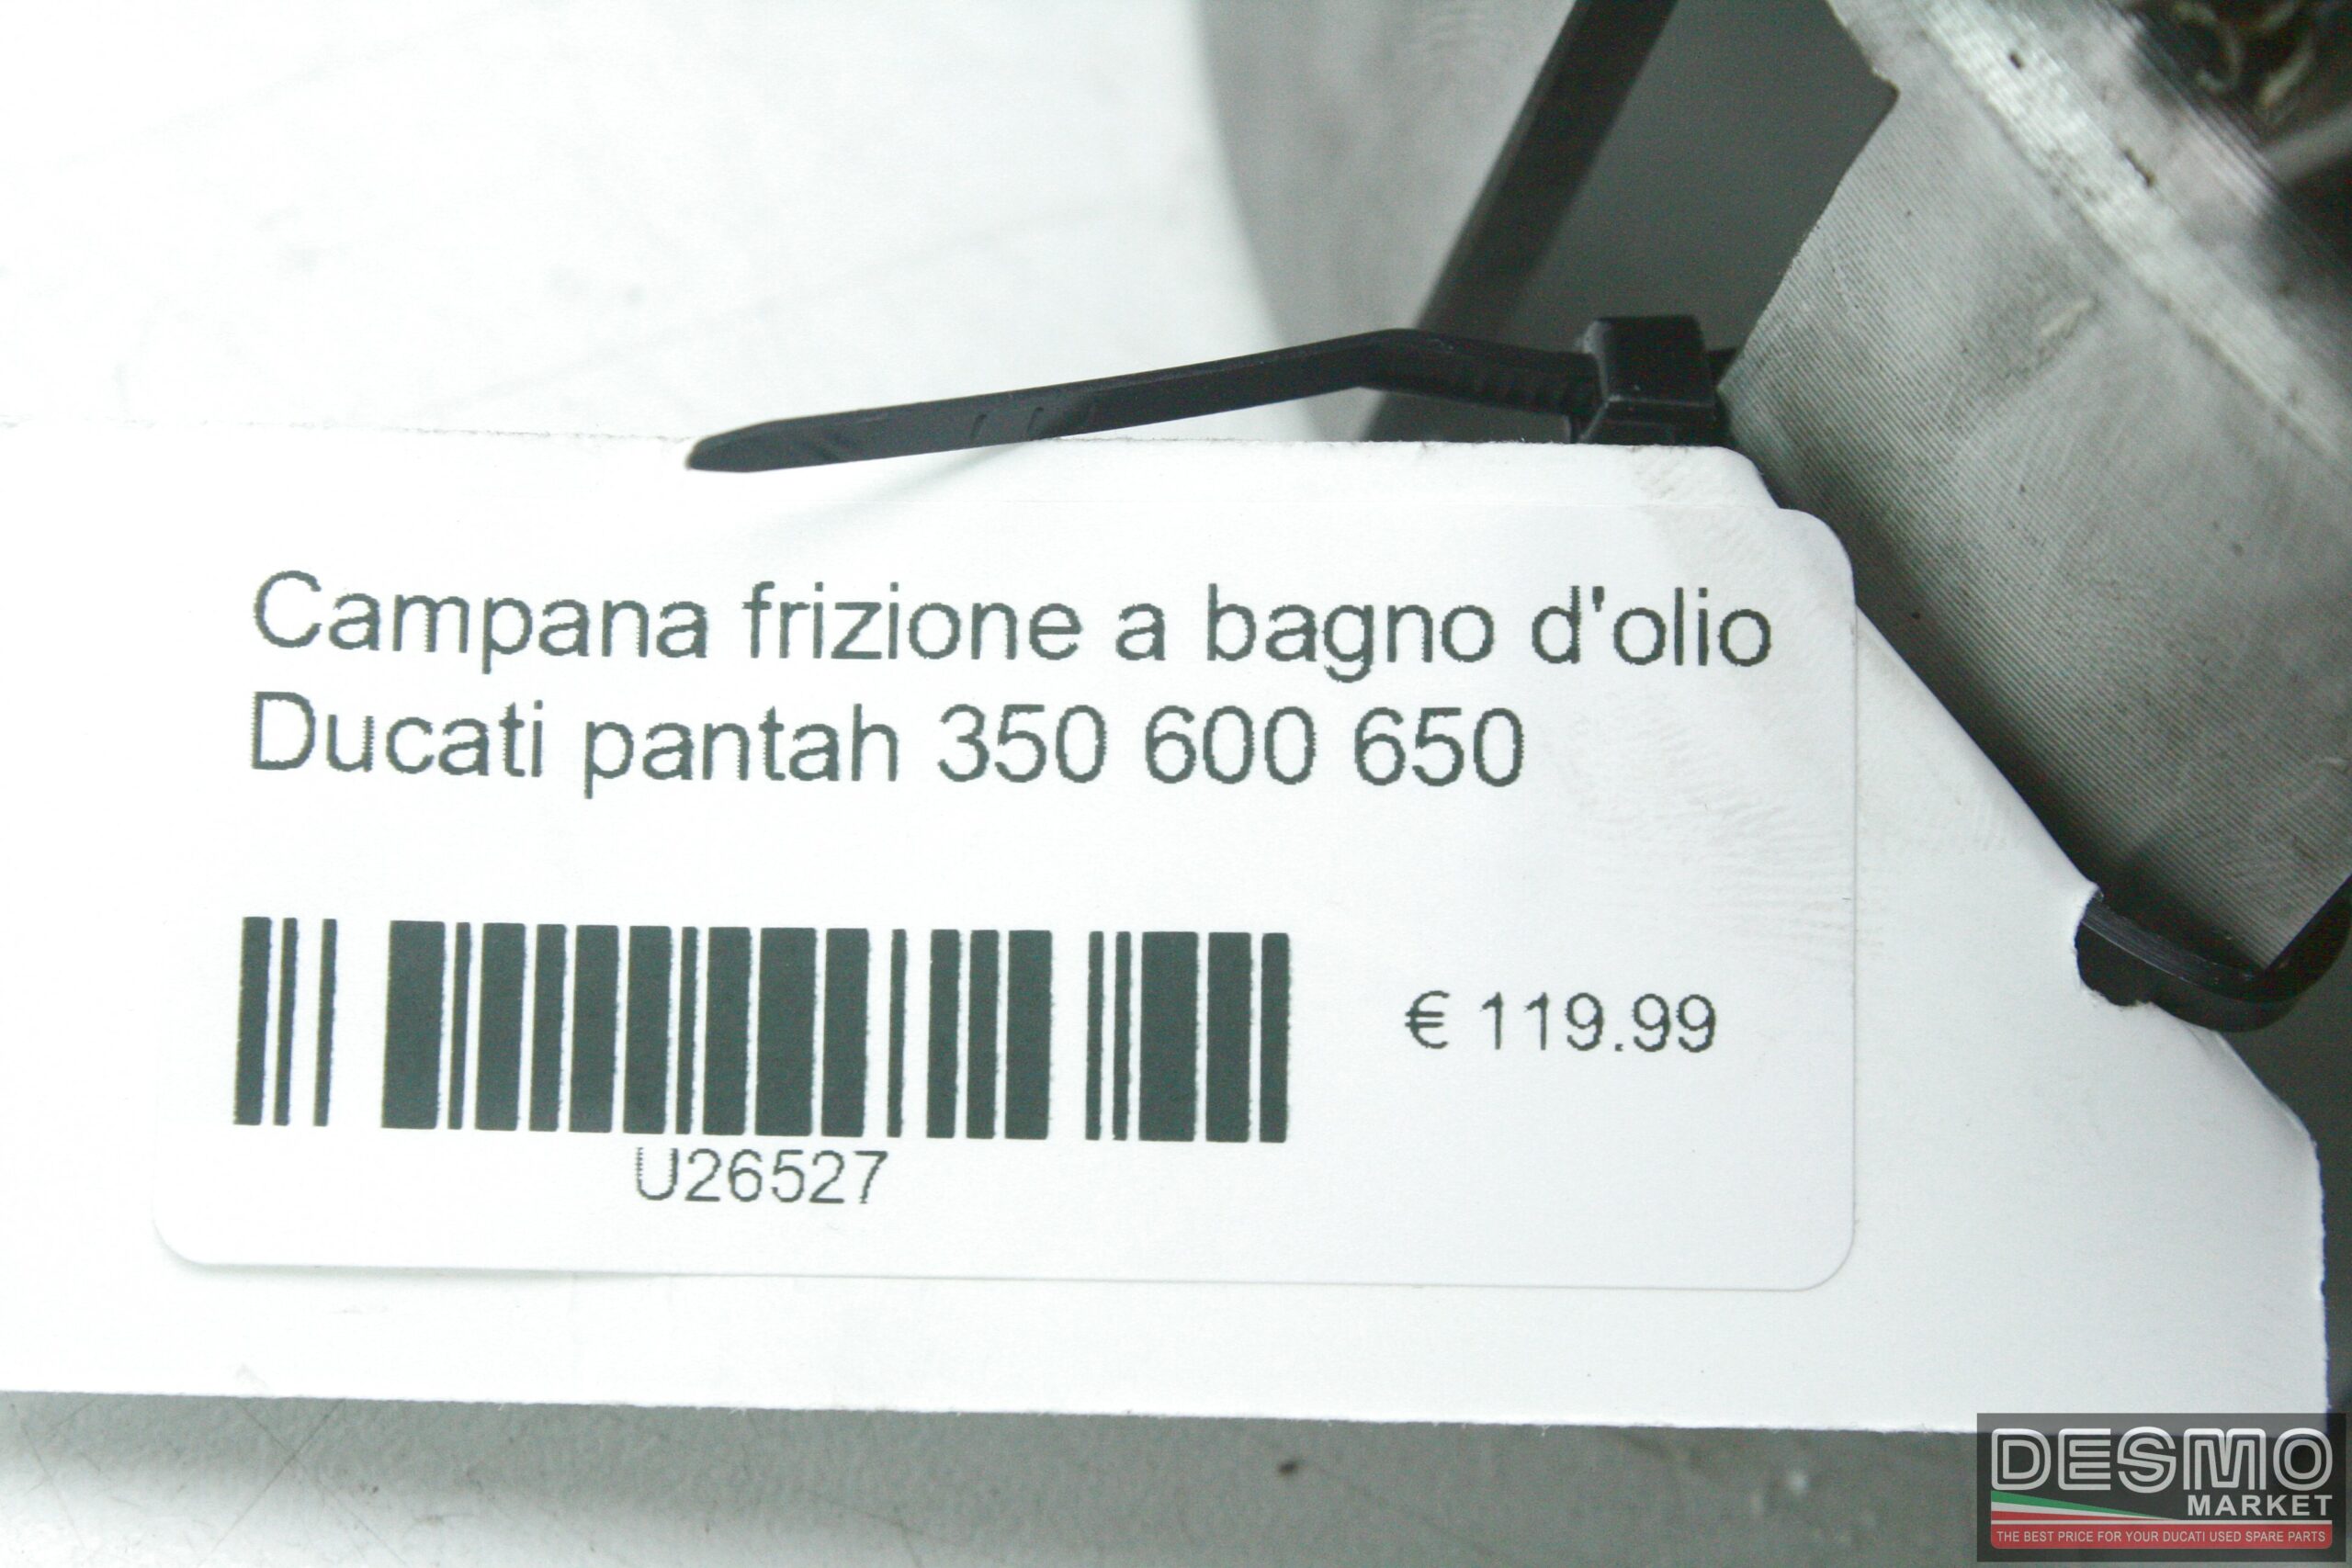 Campana frizione a bagno d'olio
Ducati pantah 350 600 650
€ 119.99
U26527
DESMO
MARKET
THE BEST PRICE FOR YOUR DUCATI USED SPARE PARTS